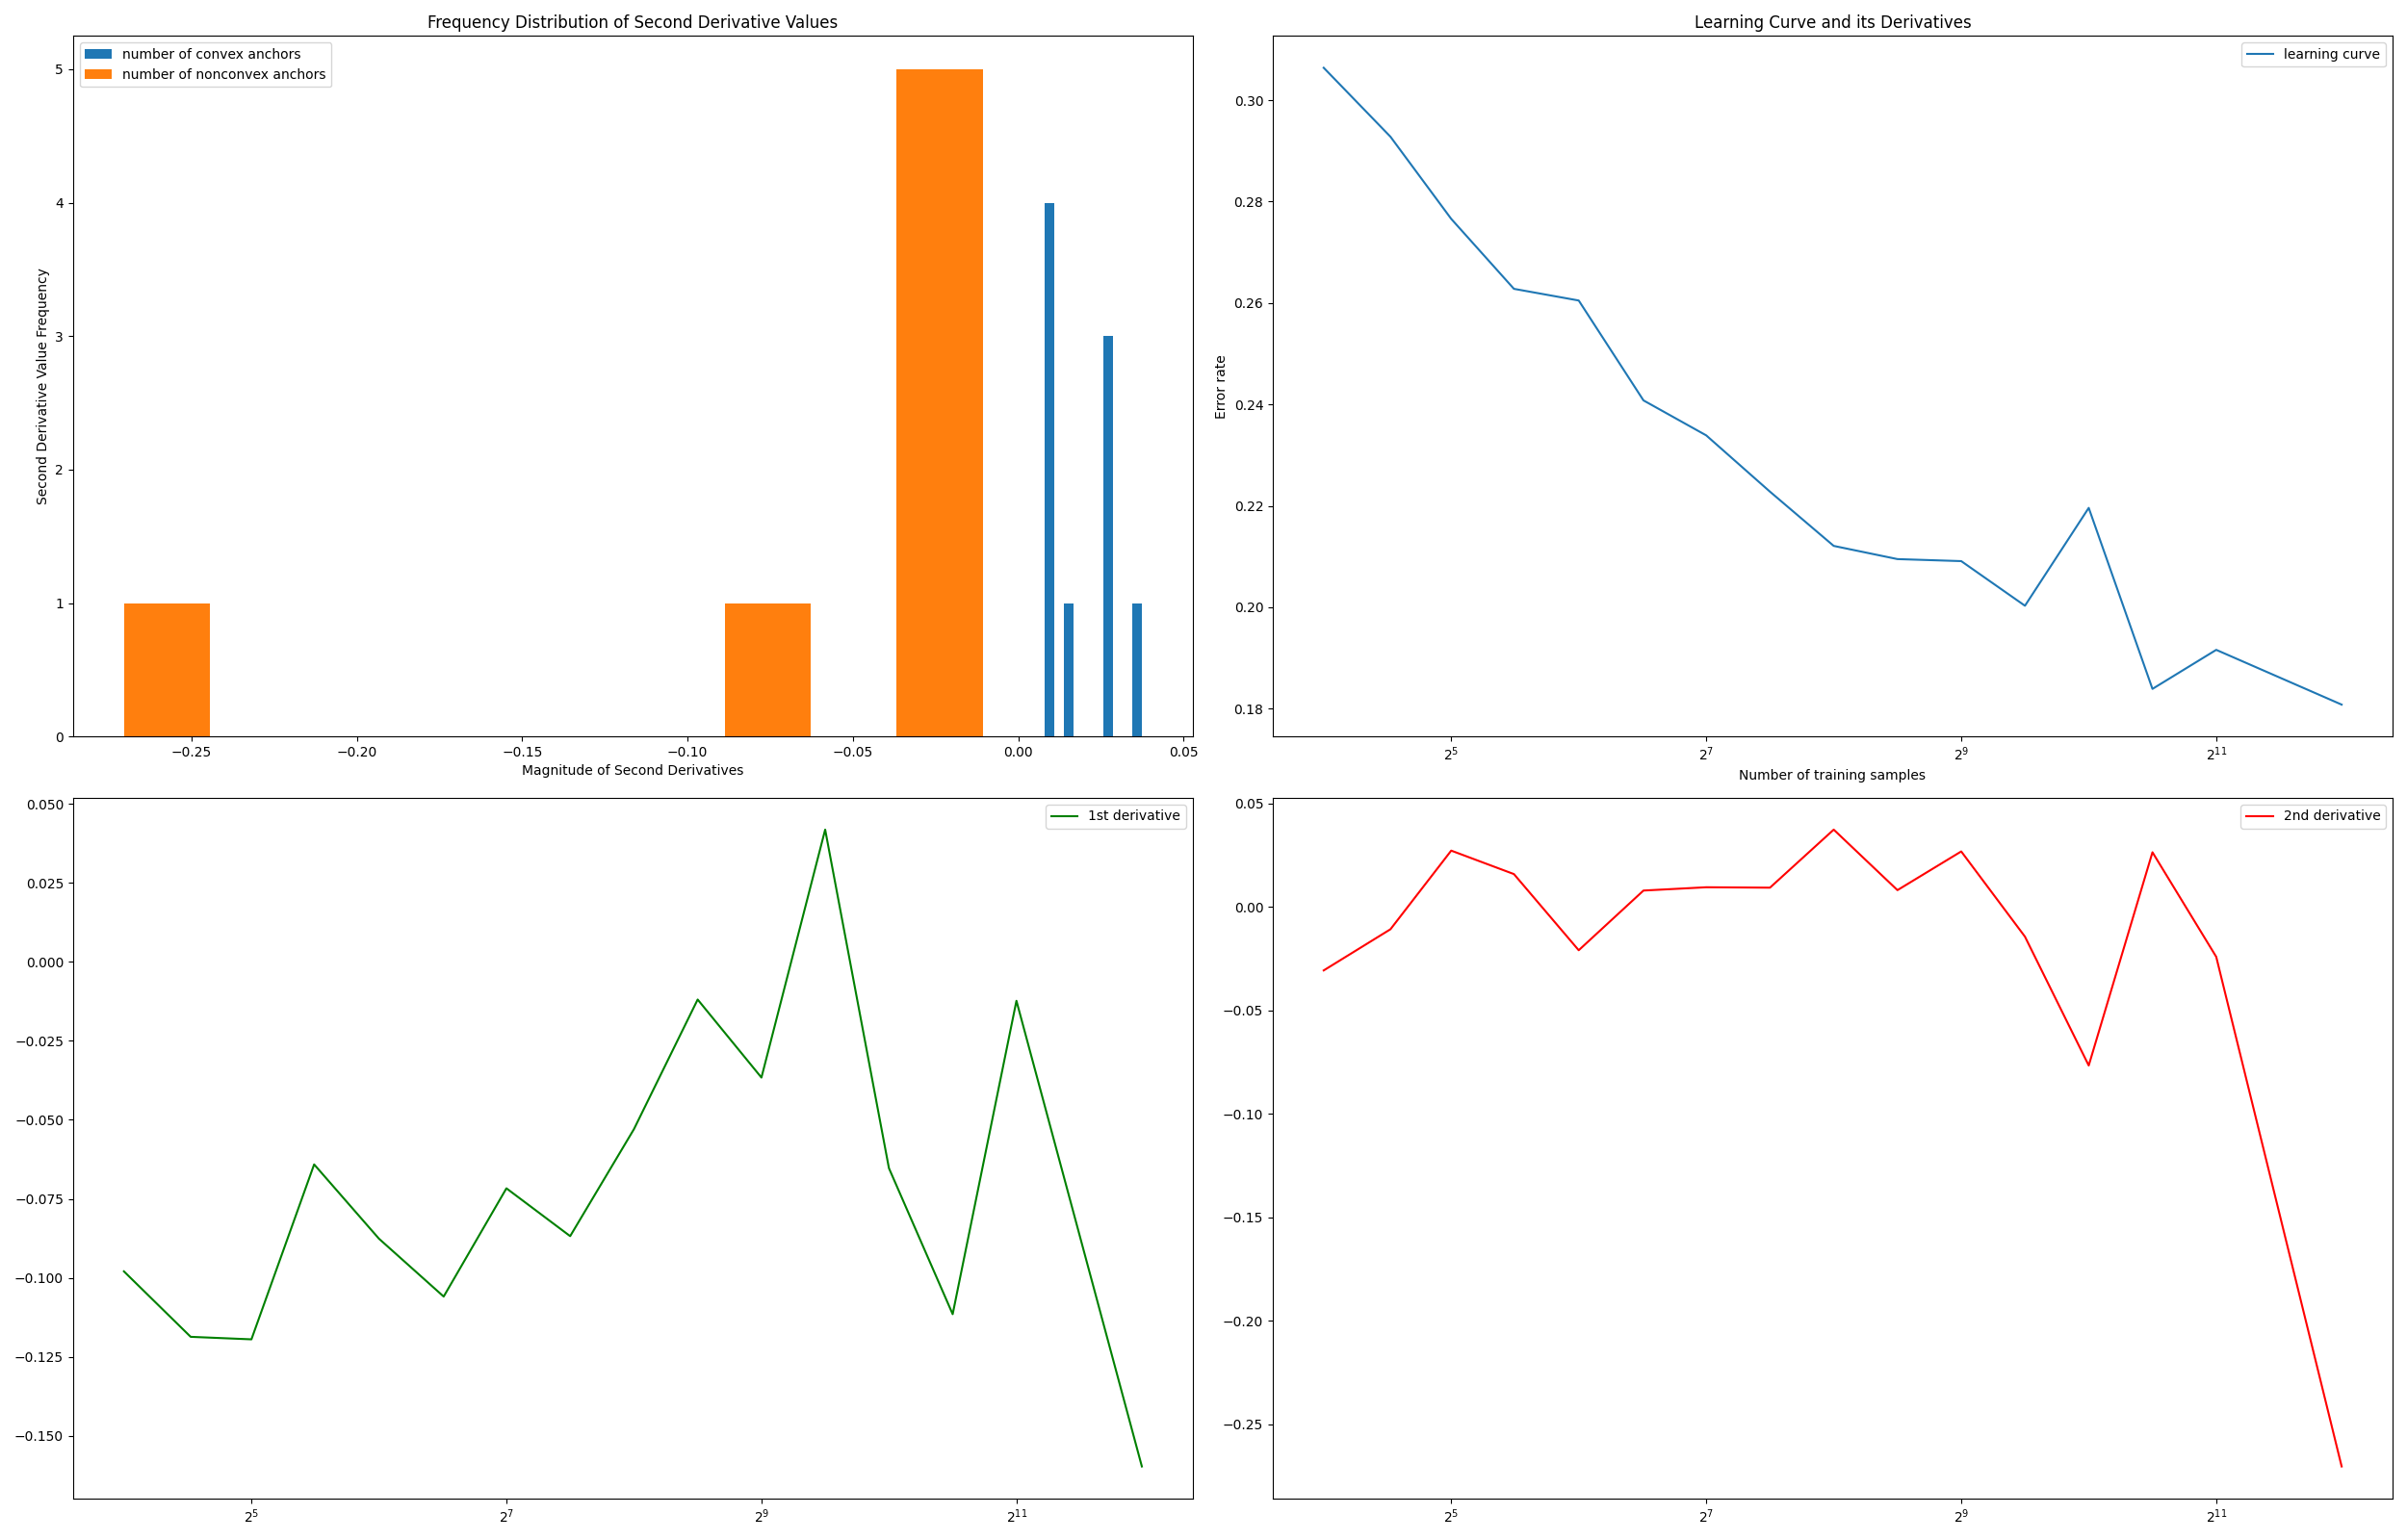 Frequency Distribution of Second Derivative Values
number of convex anchors
number of nonconvex anchors
5
4
3
2
1
0
Second Derivative Value Frequency
−0.25 −0.20 −0.15 −0.10 −0.05 0.00 0.05
Magnitude of Second Derivatives
Learning Curve and its Derivatives
learning curve
0.30
0.28
0.26
0.24
0.22
0.20
0.18
Error rate
2⁵ 2⁷ 2⁹ 2¹¹
Number of training samples
1st derivative
0.050
0.025
0.000
−0.025
−0.050
−0.075
−0.100
−0.125
−0.150
2⁵ 2⁷ 2⁹ 2¹¹
2nd derivative
0.05
0.00
−0.05
−0.10
−0.15
−0.20
−0.25
2⁵ 2⁷ 2⁹ 2¹¹